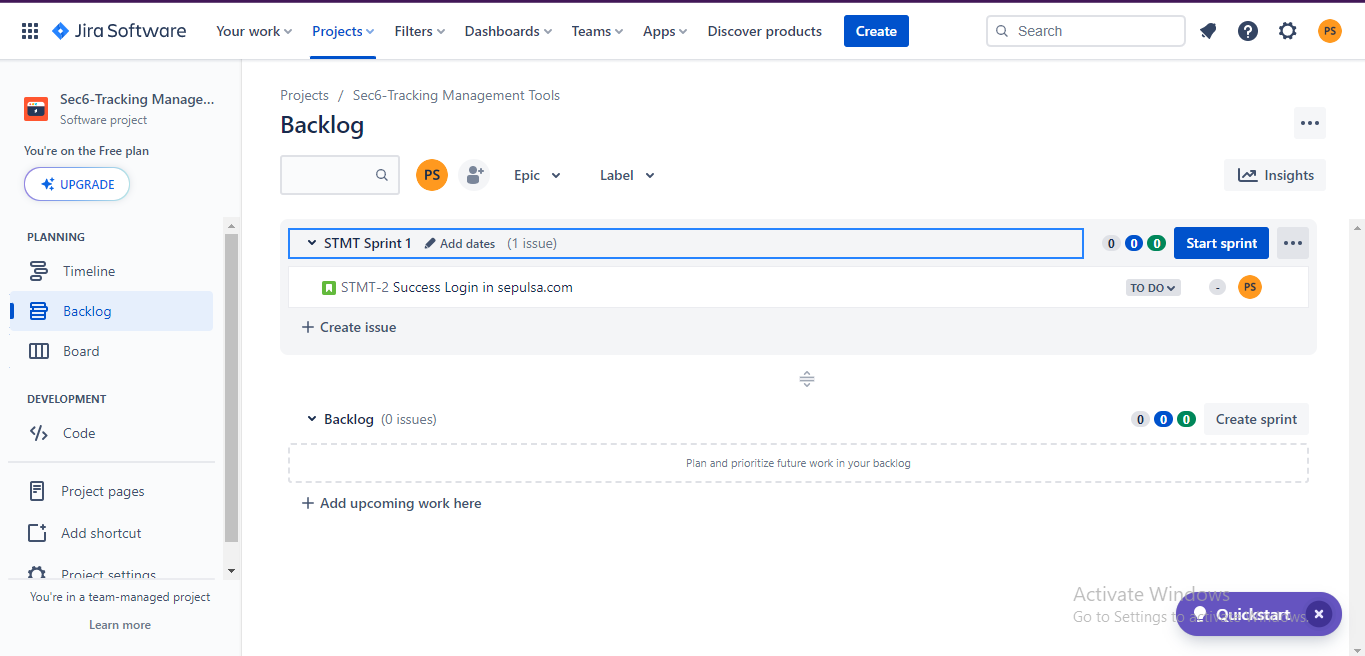 Jira Software
Your work
Projects
Filters
Dashboards
Teams
Apps
Discover products
Create
Search
PS
Sec6-Tracking Manage...
Software project
You're on the Free plan
UPGRADE
PLANNING
Timeline
Backlog
Board
DEVELOPMENT
Code
Project pages
Add shortcut
Project settings
You're in a team-managed project
Learn more
Projects / Sec6-Tracking Management Tools
Backlog
PS
Epic
Label
Insights
STMT Sprint 1 Add dates (1 issue)
0 0 0
Start sprint
STMT-2 Success Login in sepulsa.com
TO DO
-
PS
+ Create issue
Backlog (0 issues)
0 0 0
Create sprint
Plan and prioritize future work in your backlog
+ Add upcoming work here
Activate Windows
Go to Settings to activate Windows.
Quickstart